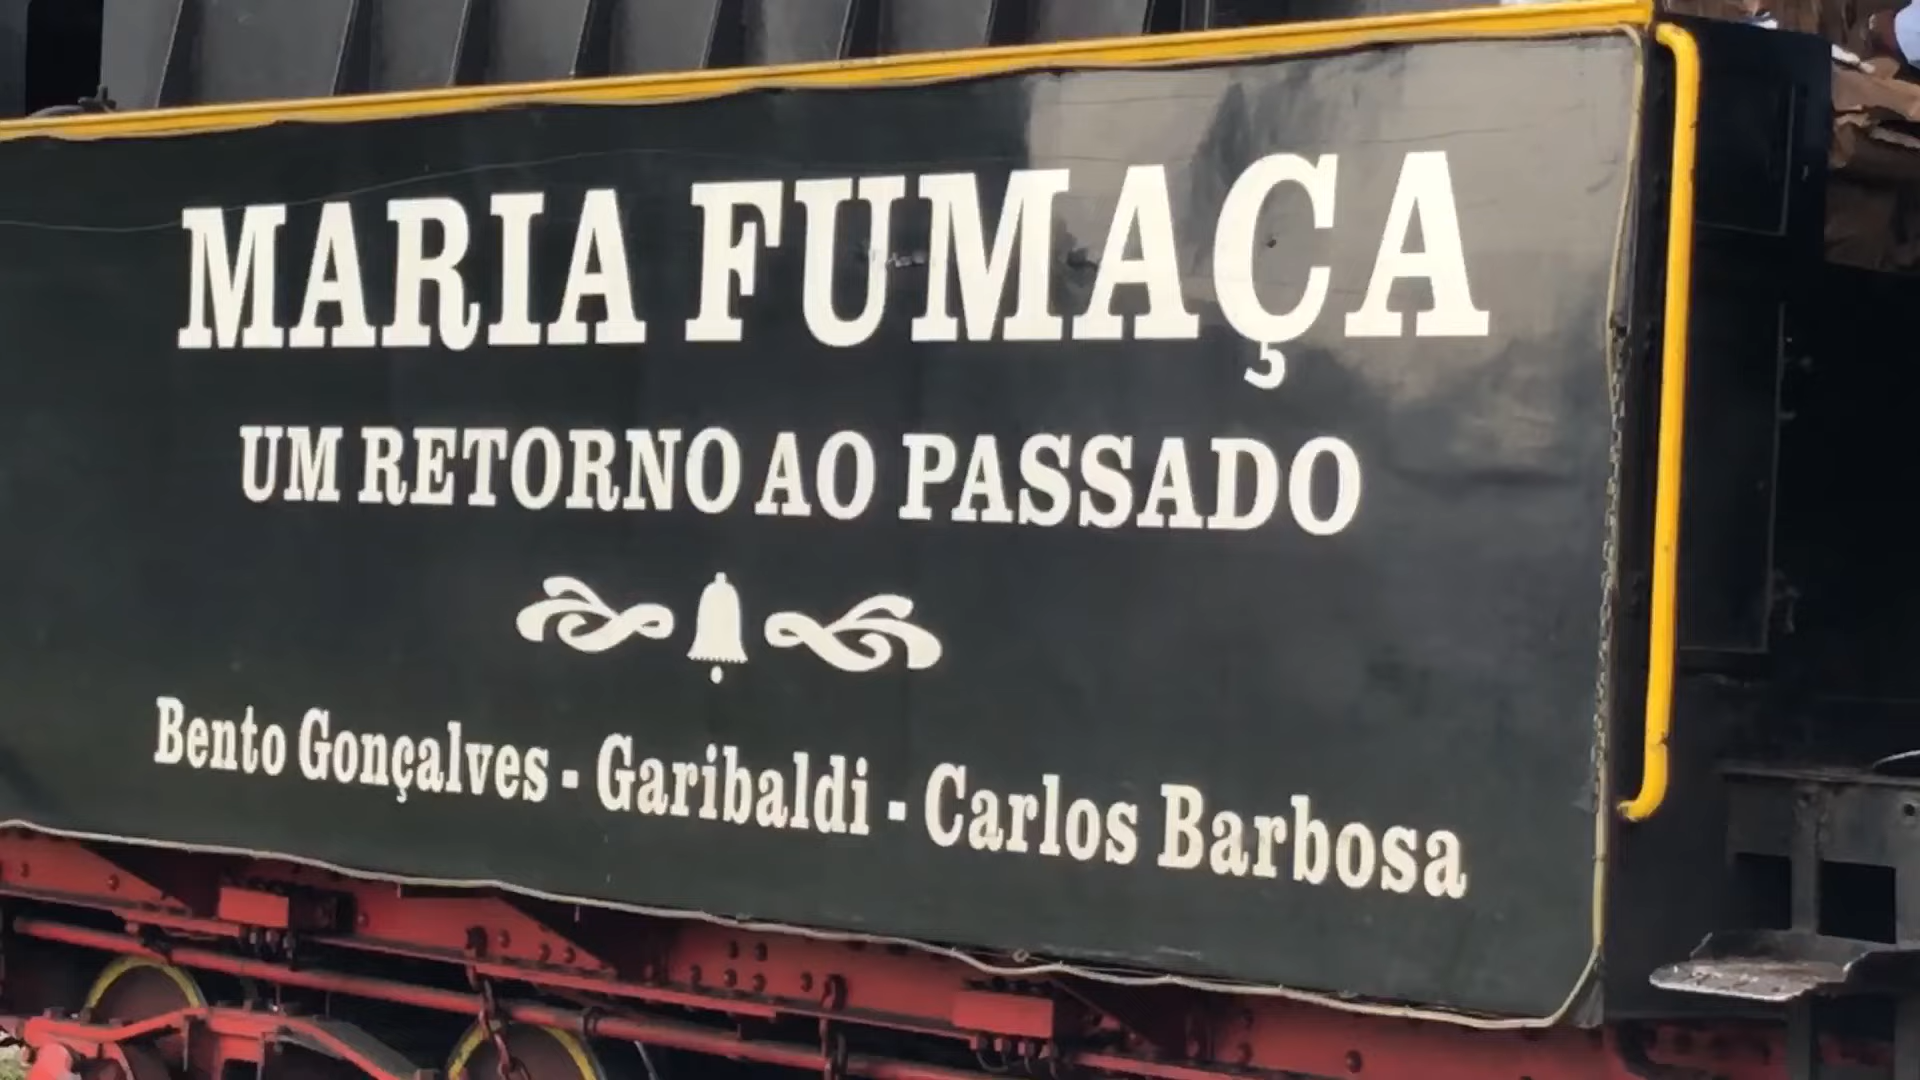 MARIA FUMAÇA
UM RETORNO AO PASSADO
Bento Gonçalves - Garibaldi - Carlos Barbosa